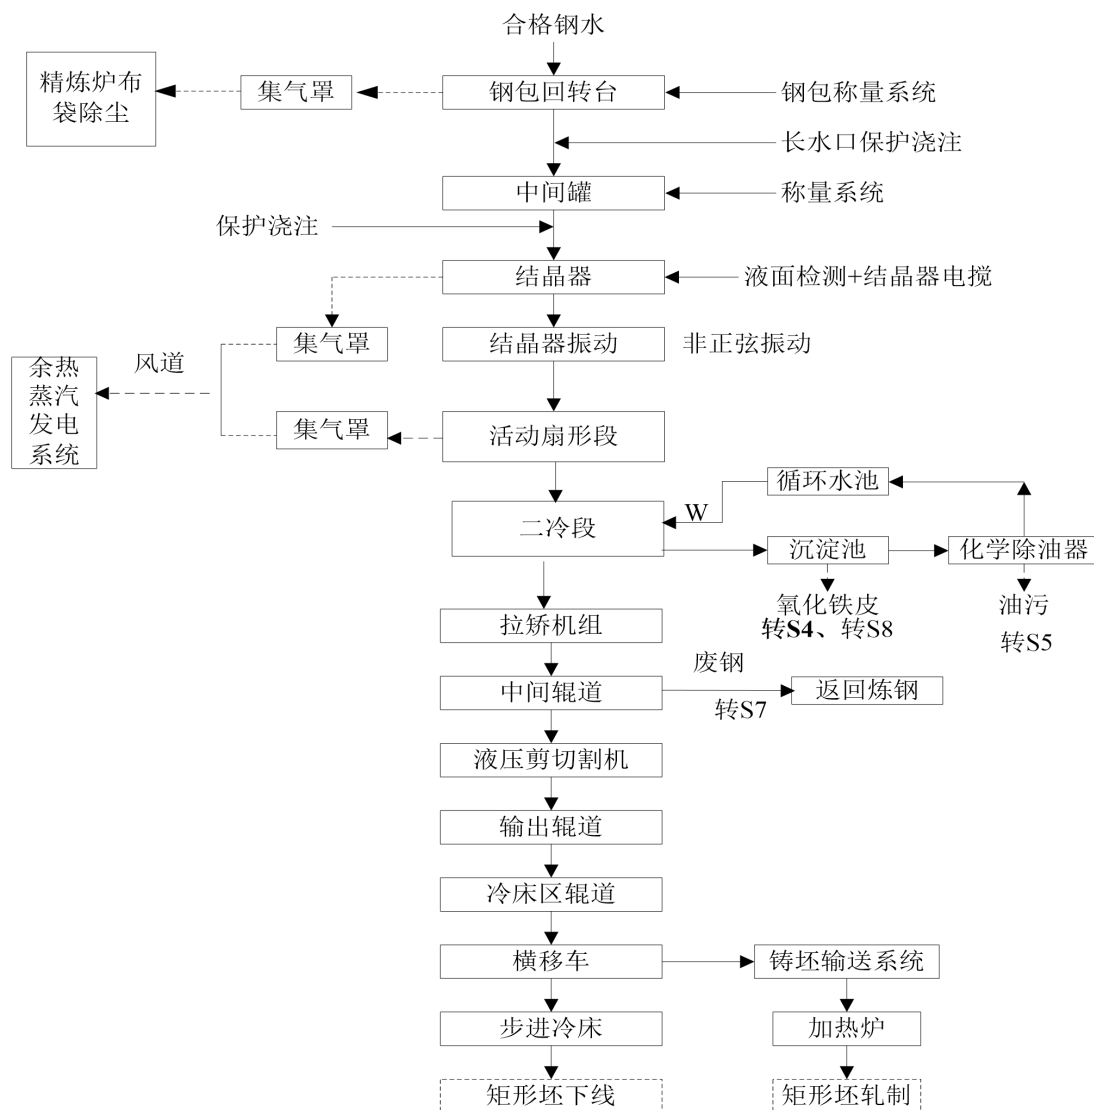 合格钢水
精炼炉布
袋除尘
集气罩
钢包回转台
钢包称量系统
长水口保护浇注
中间罐
称量系统
保护浇注
结晶器
液面检测+结晶器电搅
集气罩
结晶器振动
非正弦振动
风道
余热
蒸汽
发电
系统
集气罩
活动扇形段
循环水池
W
二冷段
沉淀池
化学除油器
氧化铁皮
转S4、转S8
油污
转S5
拉矫机组
废钢
中间辊道
转S7
返回炼钢
液压剪切割机
输出辊道
冷床区辊道
横移车
铸坯输送系统
步进冷床
加热炉
矩形坯下线
矩形坯轧制